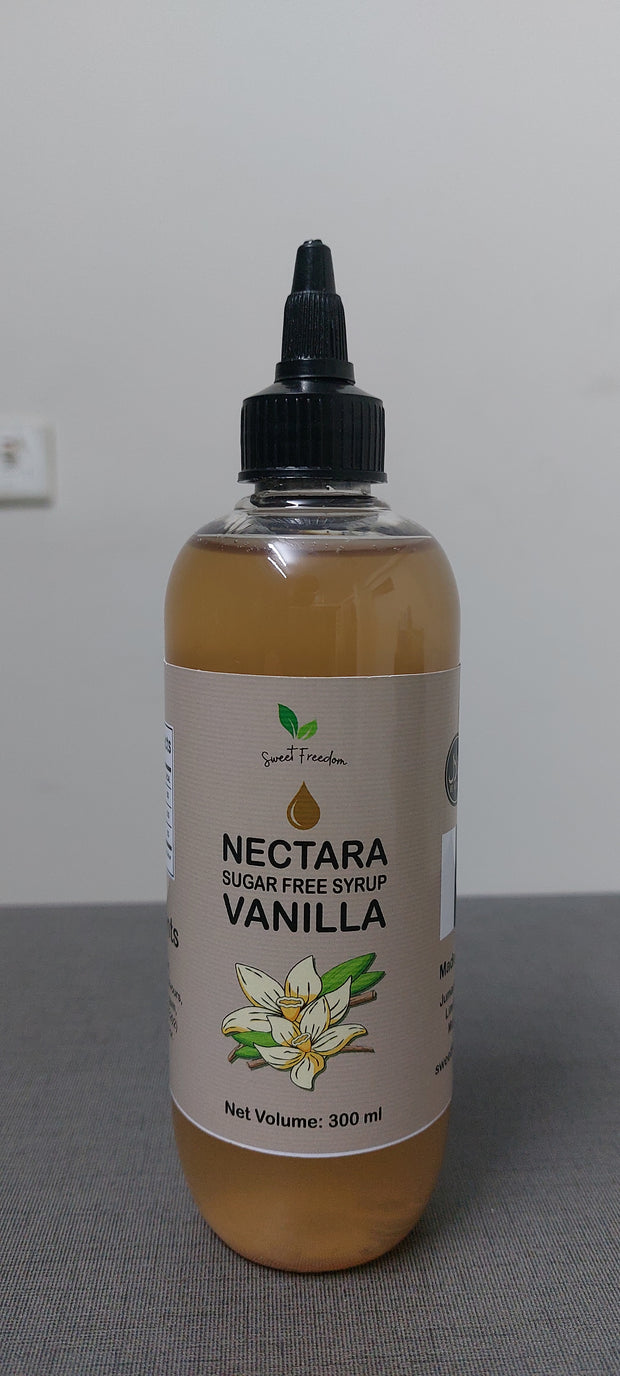 Sweet Freedom
NECTARA
SUGAR FREE SYRUP
VANILLA
Net Volume: 300 ml